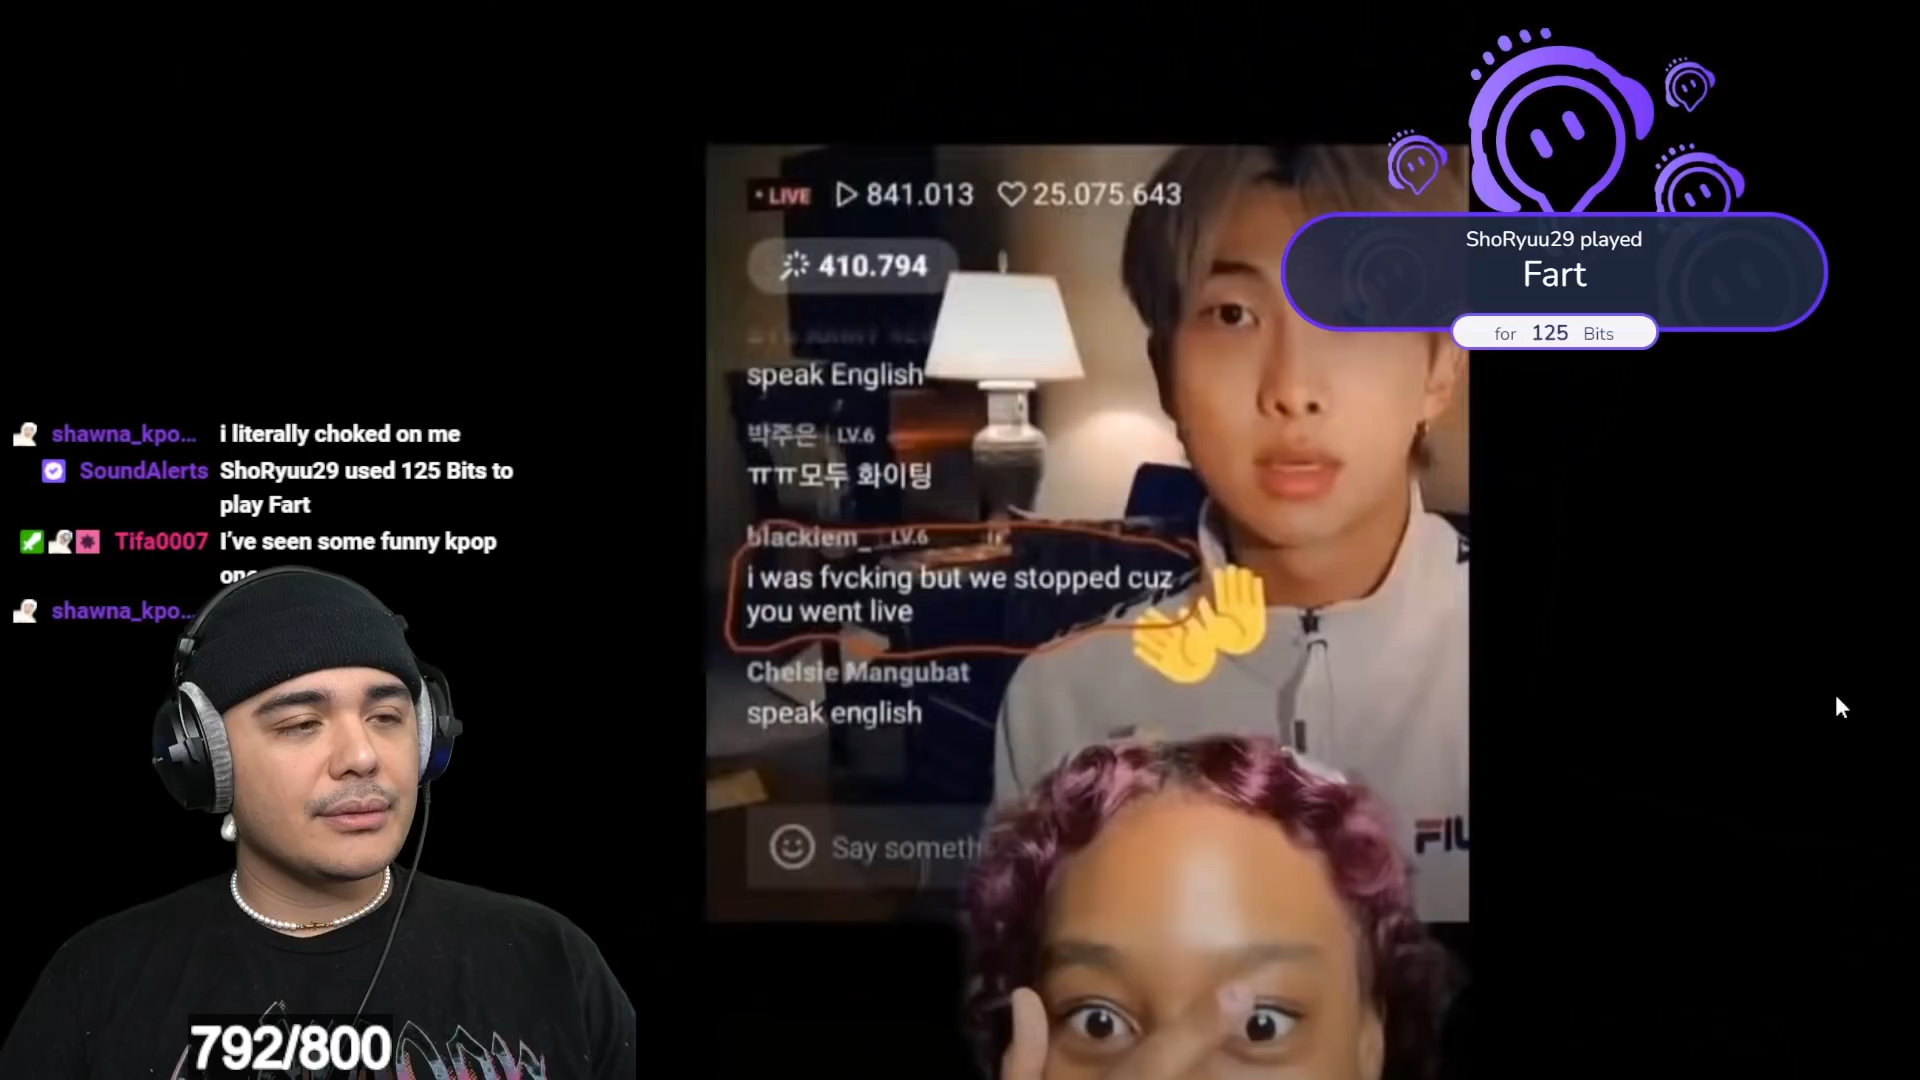 • LIVE 841.013 25.075.643
410.794
speak English
박주은 LV.6
ㅠㅠ모두 화이팅
blackiem_ LV.6
i was fvcking but we stopped cuz
you went live
Chelsie Mangubat
speak english
Say someth
ShoRyuu29 played
Fart
for 125 Bits
shawna_kpo... i literally choked on me
SoundAlerts ShoRyuu29 used 125 Bits to
play Fart
Tifa0007 I've seen some funny kpop
shawna_kpo...
792/800